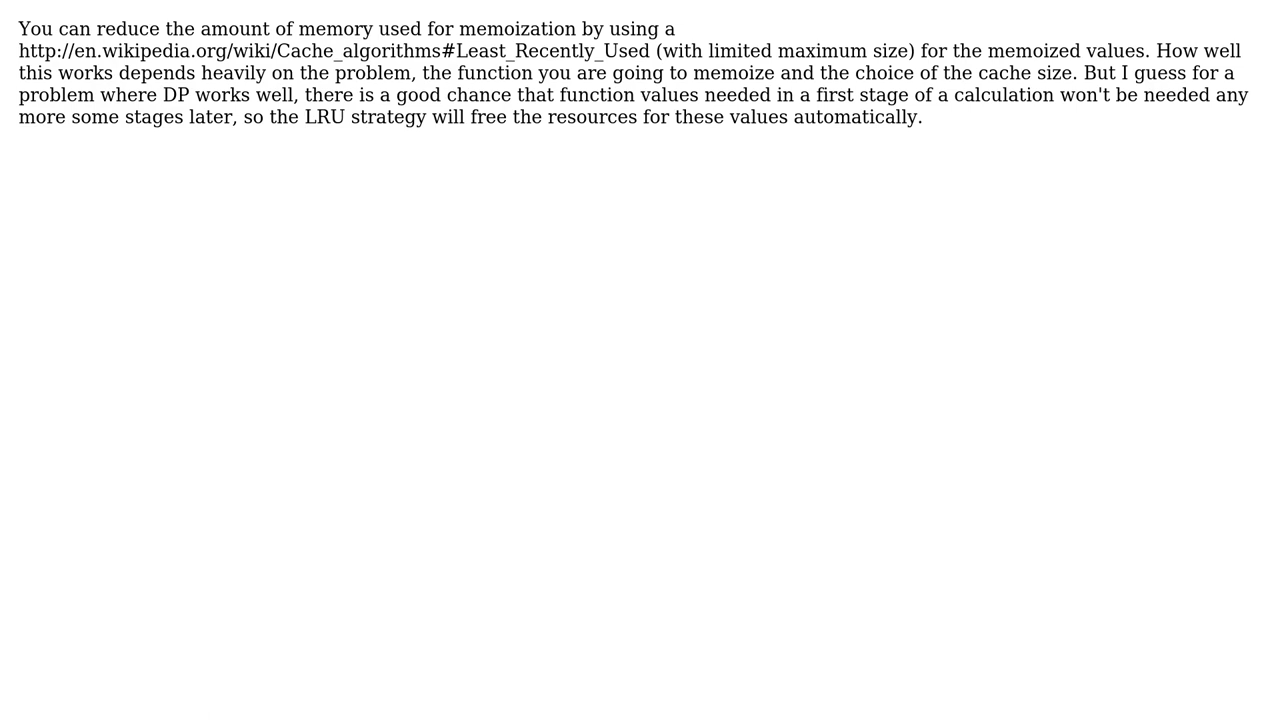 You can reduce the amount of memory used for memoization by using a
http://en.wikipedia.org/wiki/Cache_algorithms#Least_Recently_Used (with limited maximum size) for the memoized values. How well
this works depends heavily on the problem, the function you are going to memoize and the choice of the cache size. But I guess for a
problem where DP works well, there is a good chance that function values needed in a first stage of a calculation won't be needed any
more some stages later, so the LRU strategy will free the resources for these values automatically.